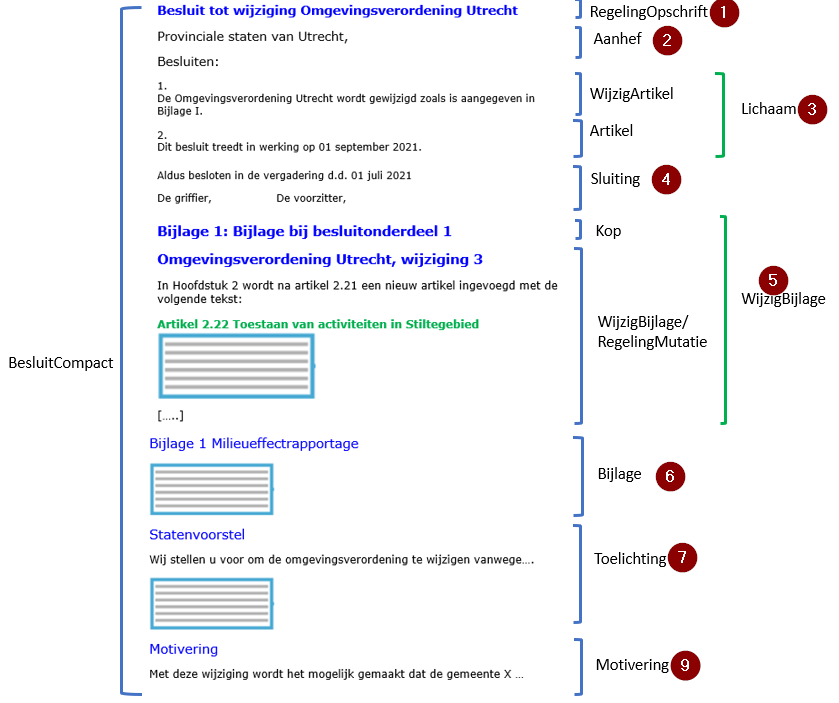 Besluit tot wijziging Omgevingsverordening Utrecht
RegelingOpschrift 1
Provinciale staten van Utrecht,
Aanhef 2
Besluiten:
1.
De Omgevingsverordening Utrecht wordt gewijzigd zoals is aangegeven in
Bijlage I.
WijzigArtikel
Lichaam 3
2.
Dit besluit treedt in werking op 01 september 2021.
Artikel
Aldus besloten in de vergadering d.d. 01 juli 2021
De griffier, De voorzitter,
Sluiting 4
Bijlage 1: Bijlage bij besluitonderdeel 1
Kop
Omgevingsverordening Utrecht, wijziging 3
In Hoofdstuk 2 wordt na artikel 2.21 een nieuw artikel ingevoegd met de
volgende tekst:
5
WijzigBijlage
Artikel 2.22 Toestaan van activiteiten in Stiltegebied
WijzigBijlage/
RegelingMutatie
BesluitCompact
[.....]
Bijlage 1 Milieueffectrapportage
Bijlage 6
Statenvoorstel
Wij stellen u voor om de omgevingsverordening te wijzigen vanwege....
Toelichting 7
Motivering
Met deze wijziging wordt het mogelijk gemaakt dat de gemeente X ...
Motivering 9